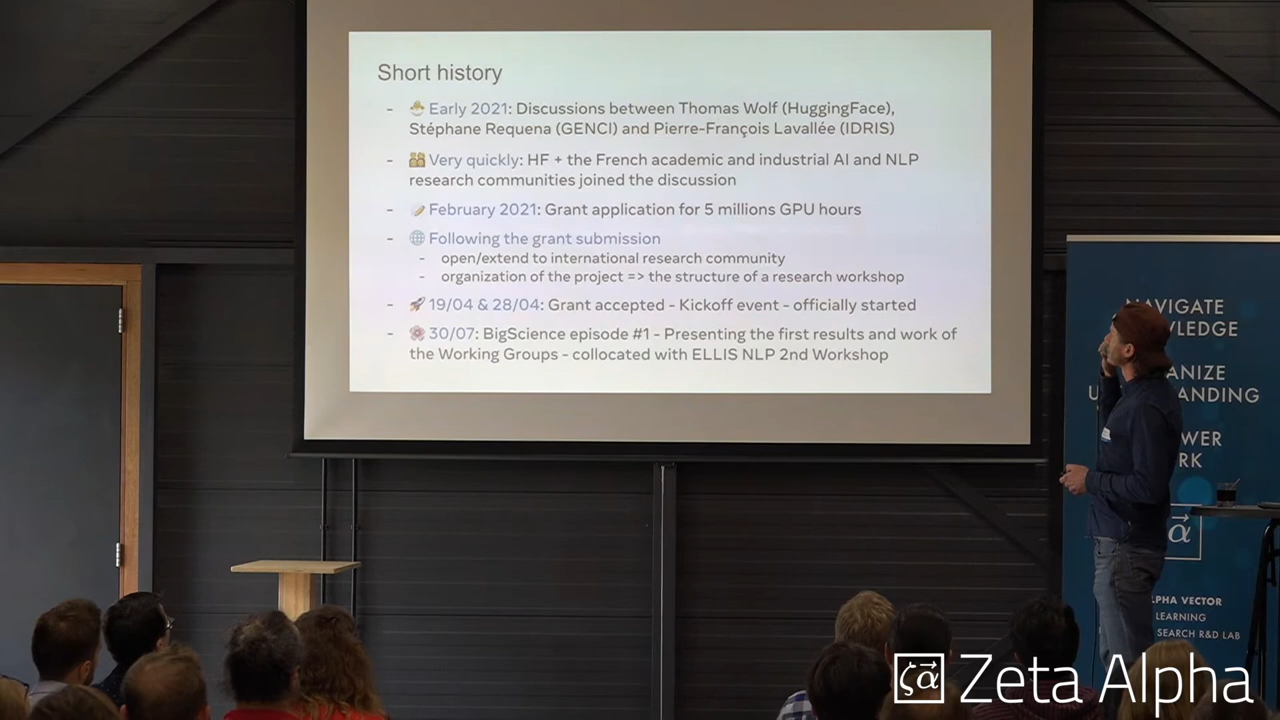 Short history
- 🐣 Early 2021: Discussions between Thomas Wolf (HuggingFace),
Stéphane Requena (GENCI) and Pierre-François Lavallée (IDRIS)
- 👥 Very quickly: HF + the French academic and industrial AI and NLP
research communities joined the discussion
- February 2021: Grant application for 5 millions GPU hours
- 🌐 Following the grant submission
- open/extend to international research community
- organization of the project => the structure of a research workshop
- 🚀 19/04 & 28/04: Grant accepted - Kickoff event - officially started
- 🌸 30/07: BigScience episode #1 - Presenting the first results and work of
the Working Groups - collocated with ELLIS NLP 2nd Workshop
NAVIGATE
LPHA VECTOR
LEARNING
SEARCH R&D LAB
Zeta Alpha